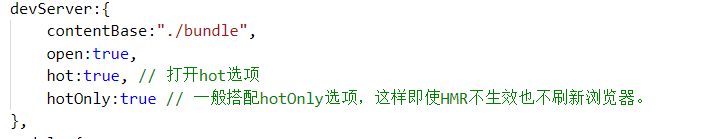 devServer:{
contentBase:"./bundle",
open:true,
hot:true, // 打开hot选项
hotOnly:true // 一般搭配hotOnly选项，这样即使HMR不生效也不刷新浏览器。
},